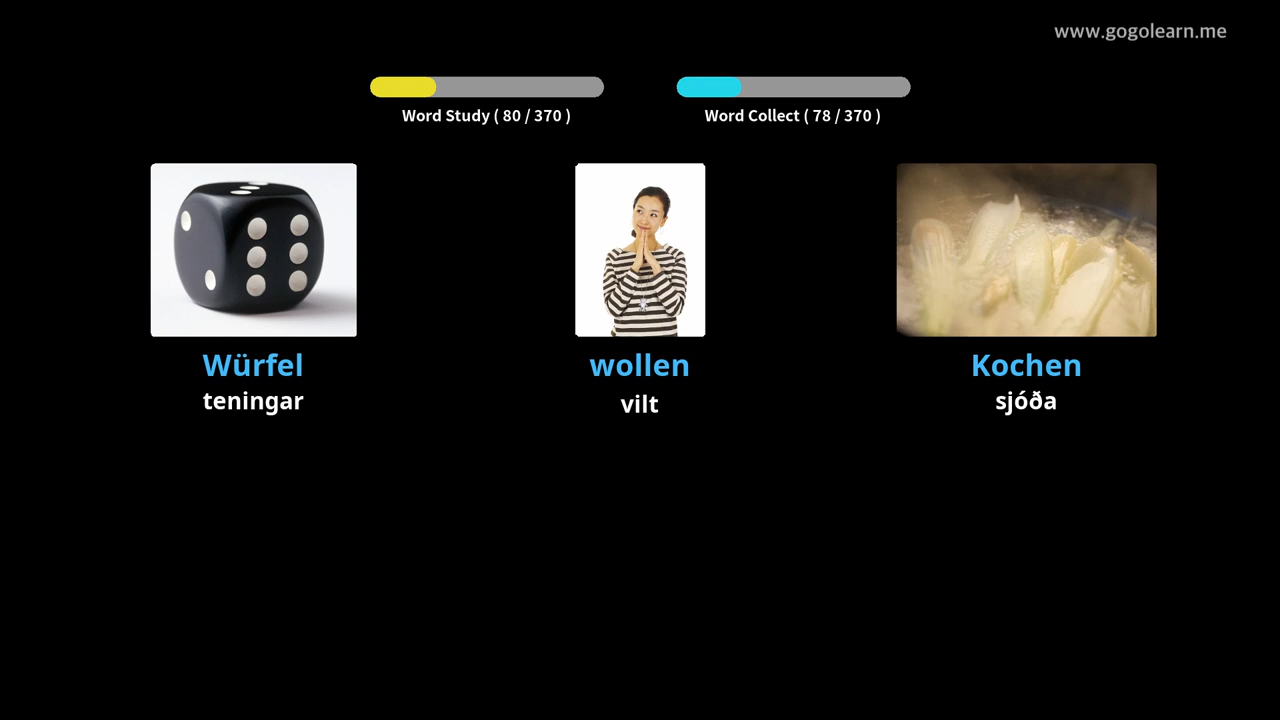 www.gogolearn.me
Word Study ( 80 / 370 )
Word Collect ( 78 / 370 )
Würfel
teningar
wollen
vilt
Kochen
sjóða